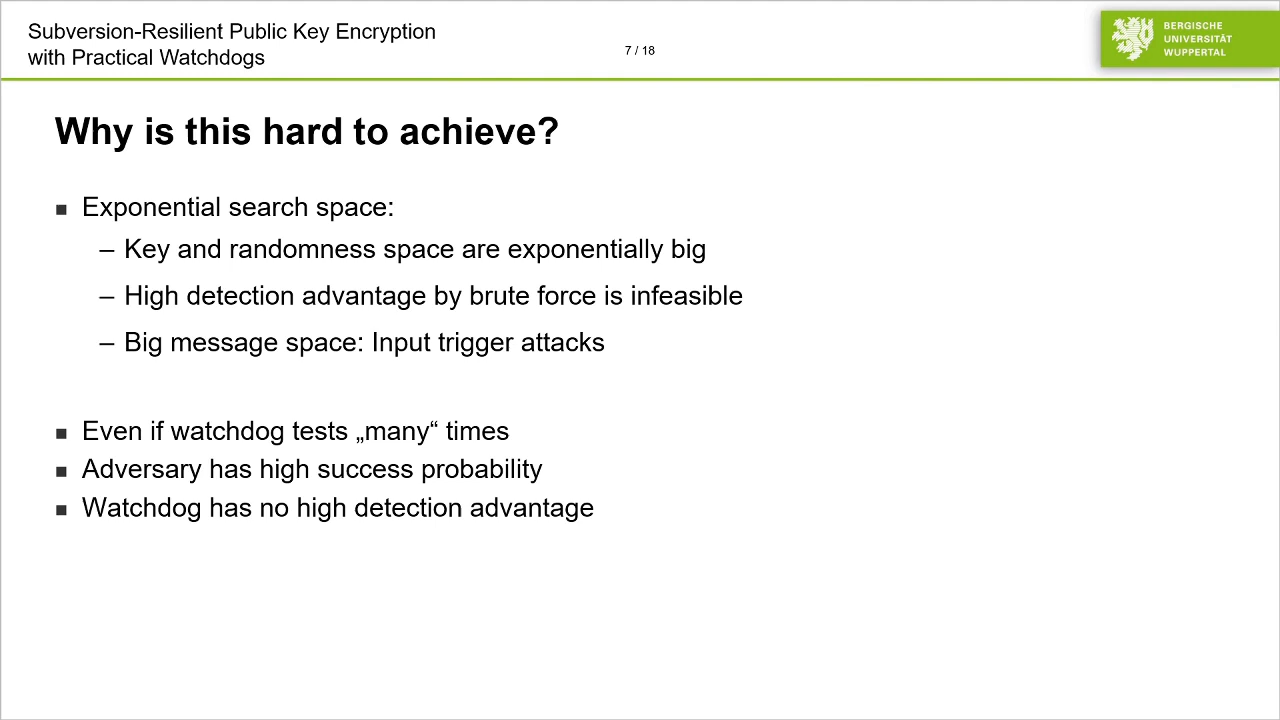 Subversion-Resilient Public Key Encryption
with Practical Watchdogs
7 / 18
BERGISCHE
UNIVERSITÄT
WUPPERTAL
Why is this hard to achieve?
■ Exponential search space:
– Key and randomness space are exponentially big
– High detection advantage by brute force is infeasible
– Big message space: Input trigger attacks
■ Even if watchdog tests „many“ times
■ Adversary has high success probability
■ Watchdog has no high detection advantage